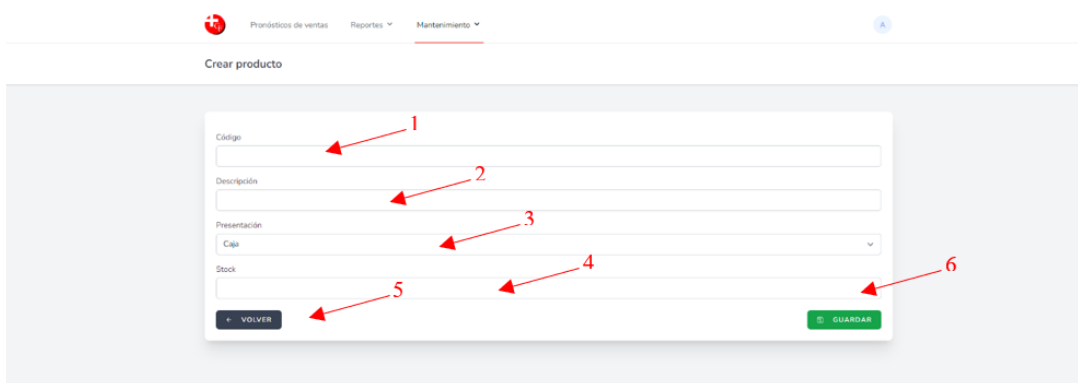 Pronósticos de ventas Reportes Mantenimiento A
Crear producto
1
Código
2
Descripción
3
Presentación
Caja
4
Stock
6
5
← VOLVER
GUARDAR